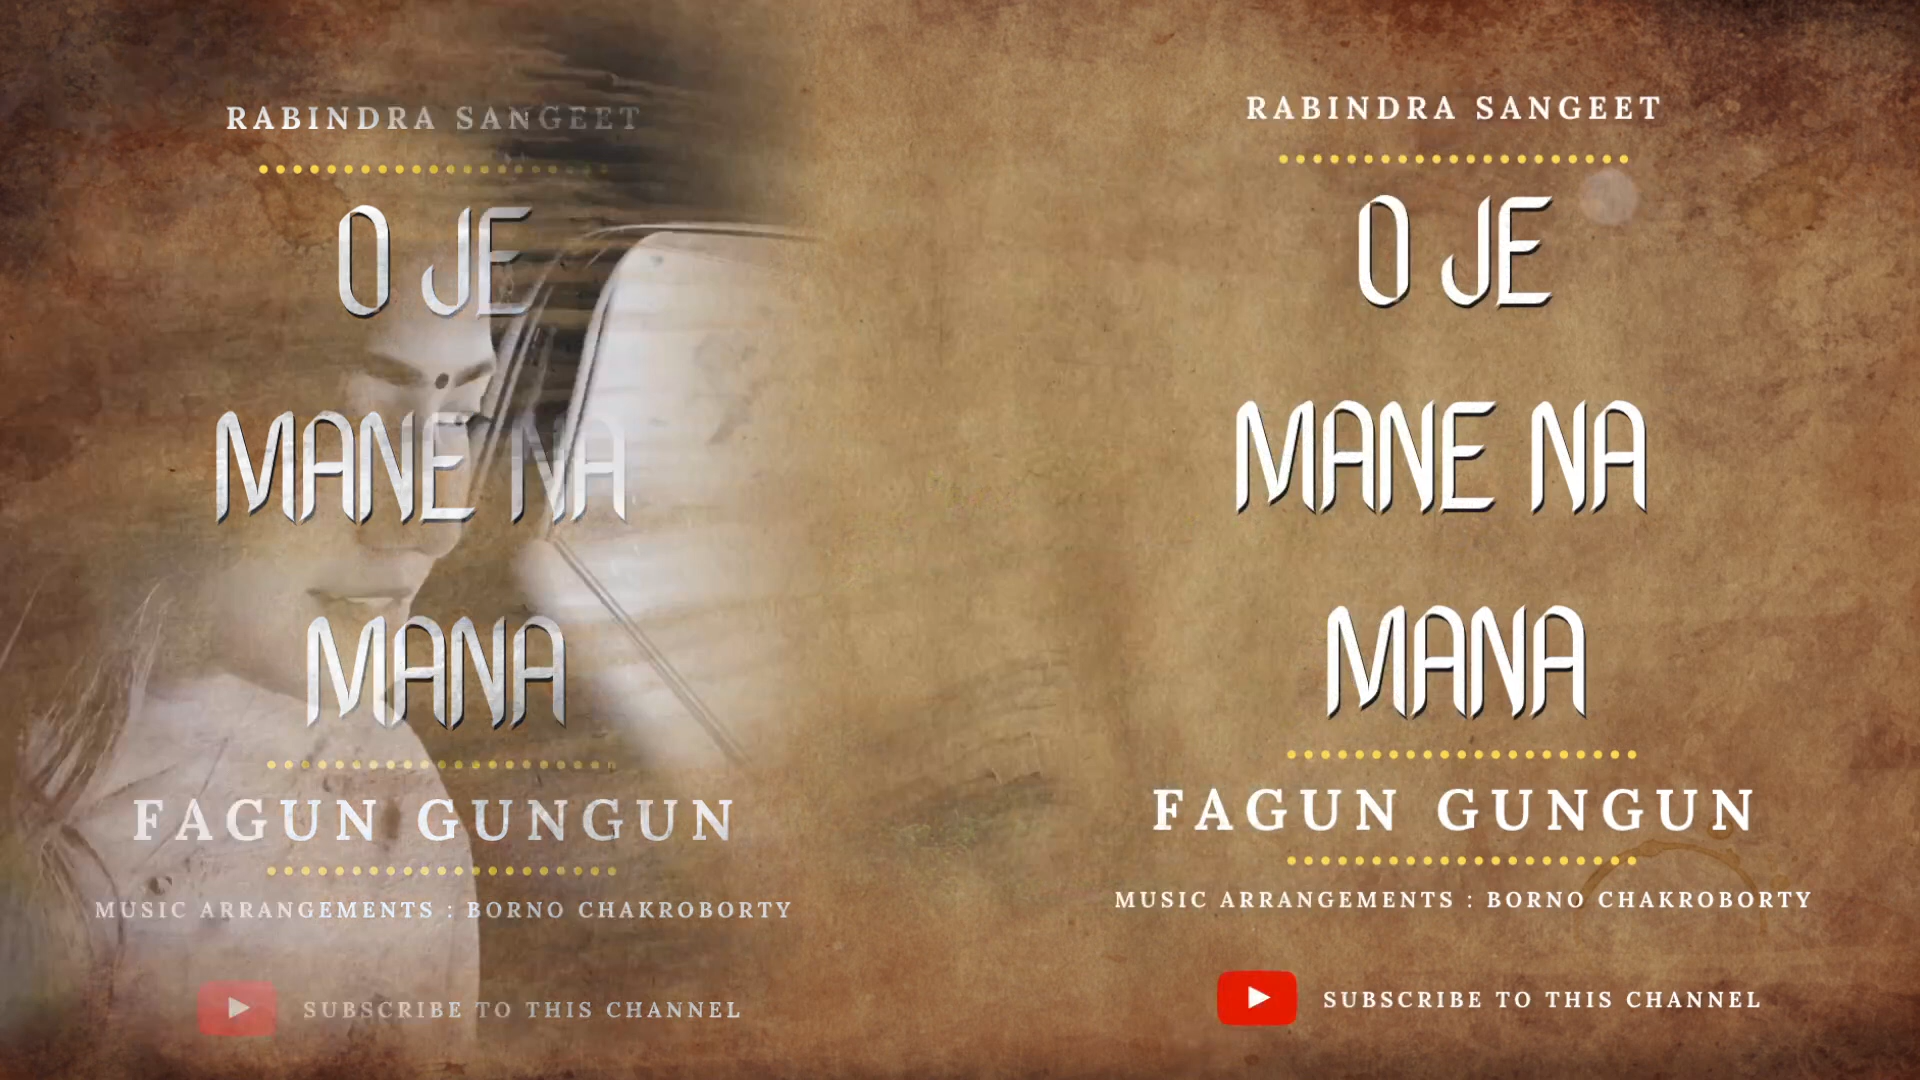 RABINDRA SANGEET
O JE
MANE NA
MANA
FAGUN GUNGUN
MUSIC ARRANGEMENTS : BORNO CHAKROBORTY
SUBSCRIBE TO THIS CHANNEL
RABINDRA SANGEET
O JE
MANE NA
MANA
FAGUN GUNGUN
MUSIC ARRANGEMENTS : BORNO CHAKROBORTY
SUBSCRIBE TO THIS CHANNEL